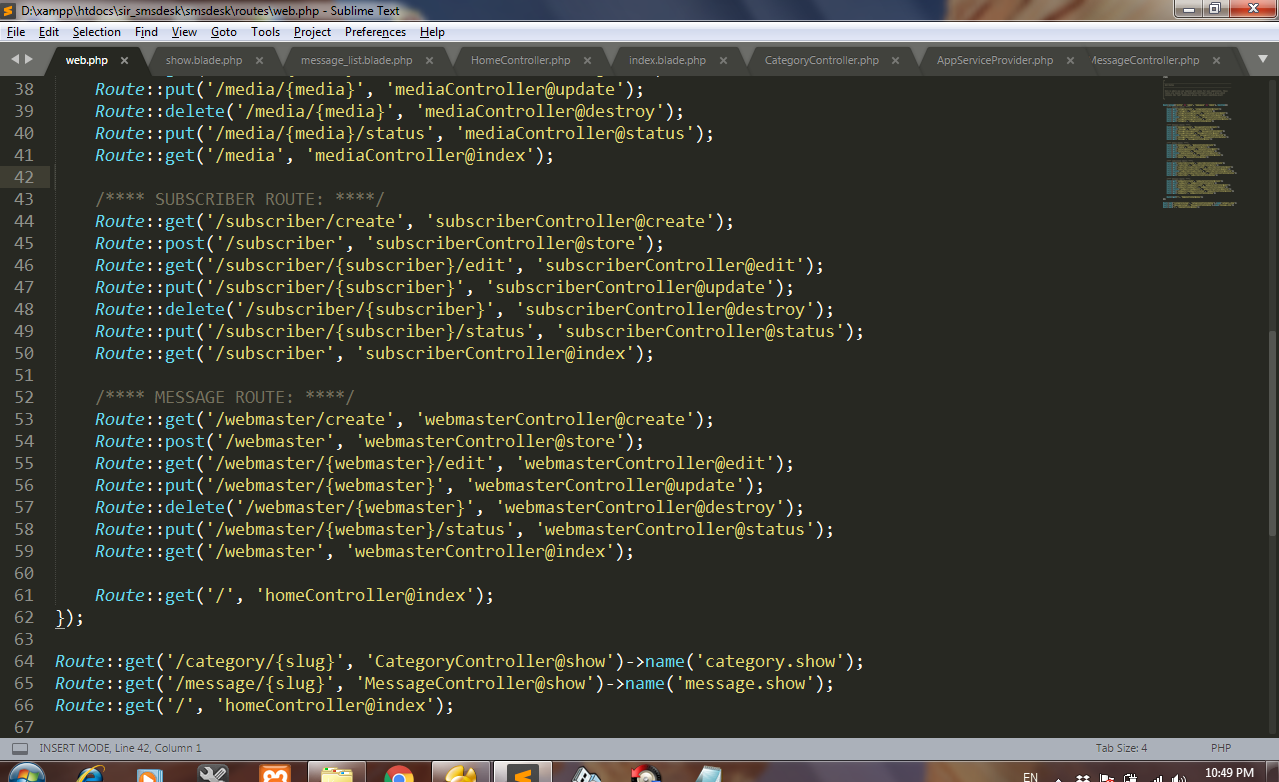 D:\xampp\htdocs\sir_smsdesk\smsdesk\routes\web.php - Sublime Text
File Edit Selection Find View Goto Tools Project Preferences Help
web.php × show.blade.php × message_list.blade.php × HomeController.php × index.blade.php × CategoryController.php × AppServiceProvider.php × MessageController.php ×
38 Route::put('/media/{media}', 'mediaController@update');
39 Route::delete('/media/{media}', 'mediaController@destroy');
40 Route::put('/media/{media}/status', 'mediaController@status');
41 Route::get('/media', 'mediaController@index');
42
43 /**** SUBSCRIBER ROUTE: ****/
44 Route::get('/subscriber/create', 'subscriberController@create');
45 Route::post('/subscriber', 'subscriberController@store');
46 Route::get('/subscriber/{subscriber}/edit', 'subscriberController@edit');
47 Route::put('/subscriber/{subscriber}', 'subscriberController@update');
48 Route::delete('/subscriber/{subscriber}', 'subscriberController@destroy');
49 Route::put('/subscriber/{subscriber}/status', 'subscriberController@status');
50 Route::get('/subscriber', 'subscriberController@index');
51
52 /**** MESSAGE ROUTE: ****/
53 Route::get('/webmaster/create', 'webmasterController@create');
54 Route::post('/webmaster', 'webmasterController@store');
55 Route::get('/webmaster/{webmaster}/edit', 'webmasterController@edit');
56 Route::put('/webmaster/{webmaster}', 'webmasterController@update');
57 Route::delete('/webmaster/{webmaster}', 'webmasterController@destroy');
58 Route::put('/webmaster/{webmaster}/status', 'webmasterController@status');
59 Route::get('/webmaster', 'webmasterController@index');
60
61 Route::get('/', 'homeController@index');
62 });
63
64 Route::get('/category/{slug}', 'CategoryController@show')->name('category.show');
65 Route::get('/message/{slug}', 'MessageController@show')->name('message.show');
66 Route::get('/', 'homeController@index');
67
INSERT MODE, Line 42, Column 1 Tab Size: 4 PHP
EN 10:49 PM